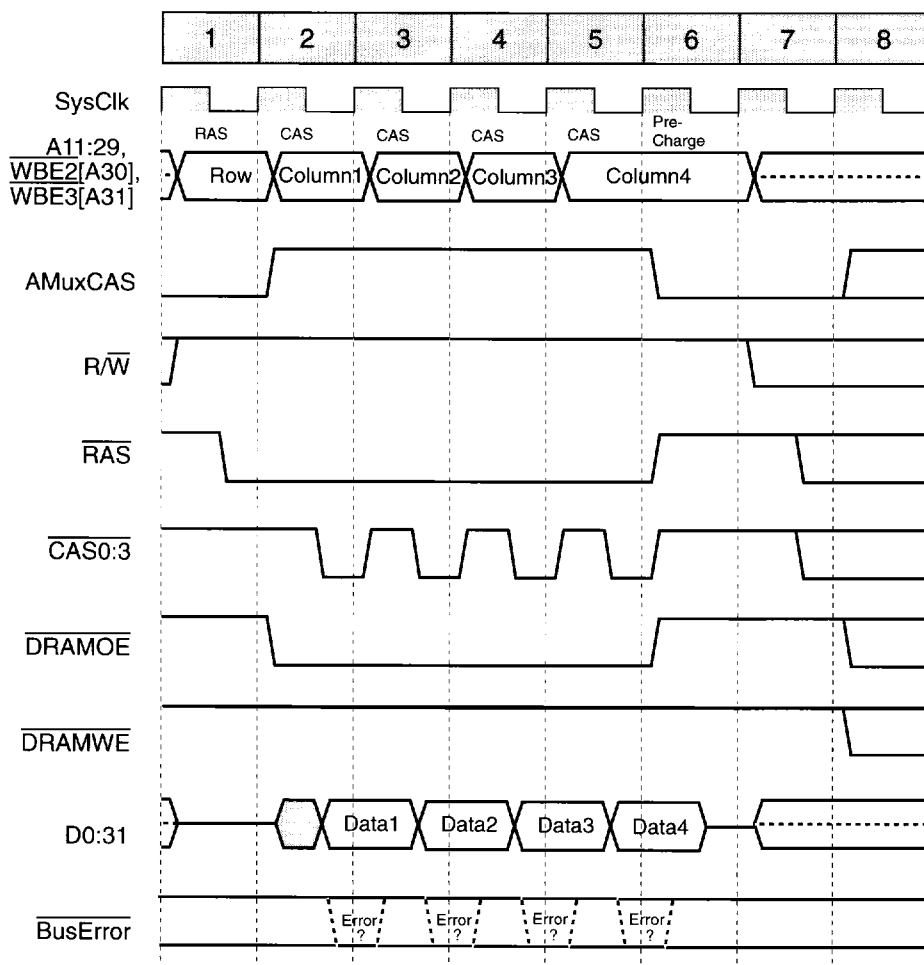 1 2 3 4 5 6 7 8
SysClk
RAS CAS CAS CAS CAS Pre-
Charge
A11:29,
WBE2[A30],
WBE3[A31]
Row Column1 Column2 Column3 Column4
AMuxCAS
R/W
RAS
CAS0:3
DRAMOE
DRAMWE
D0:31
Data1 Data2 Data3 Data4
BusError
Error Error Error Error
? ? ? ?